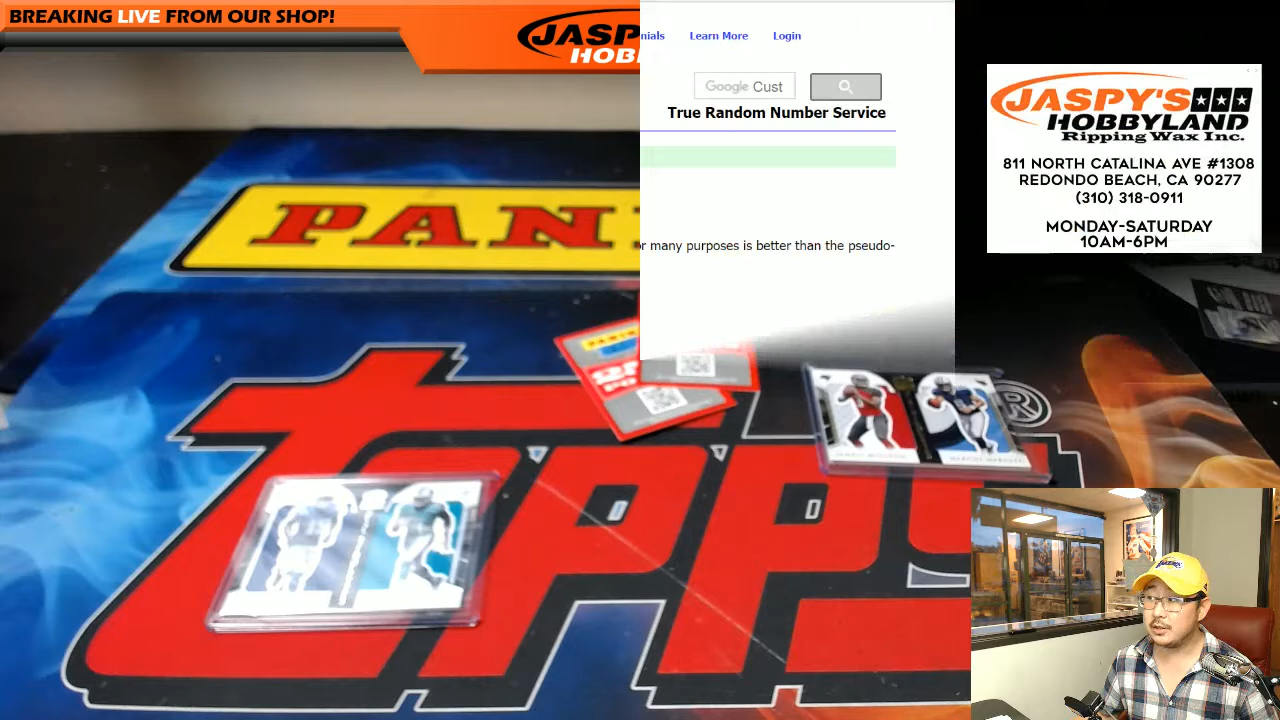 BREAKING LIVE FROM OUR SHOP!
JASP
HOBB
nials
Learn More
Login
Google Cust
True Random Number Service
r many purposes is better than the pseudo-
JASPY'S
HOBBYLAND
Ripping Wax Inc.
811 NORTH CATALINA AVE #1308
REDONDO BEACH, CA 90277
(310) 318-0911
MONDAY-SATURDAY
10AM-6PM
PAN
topps
®